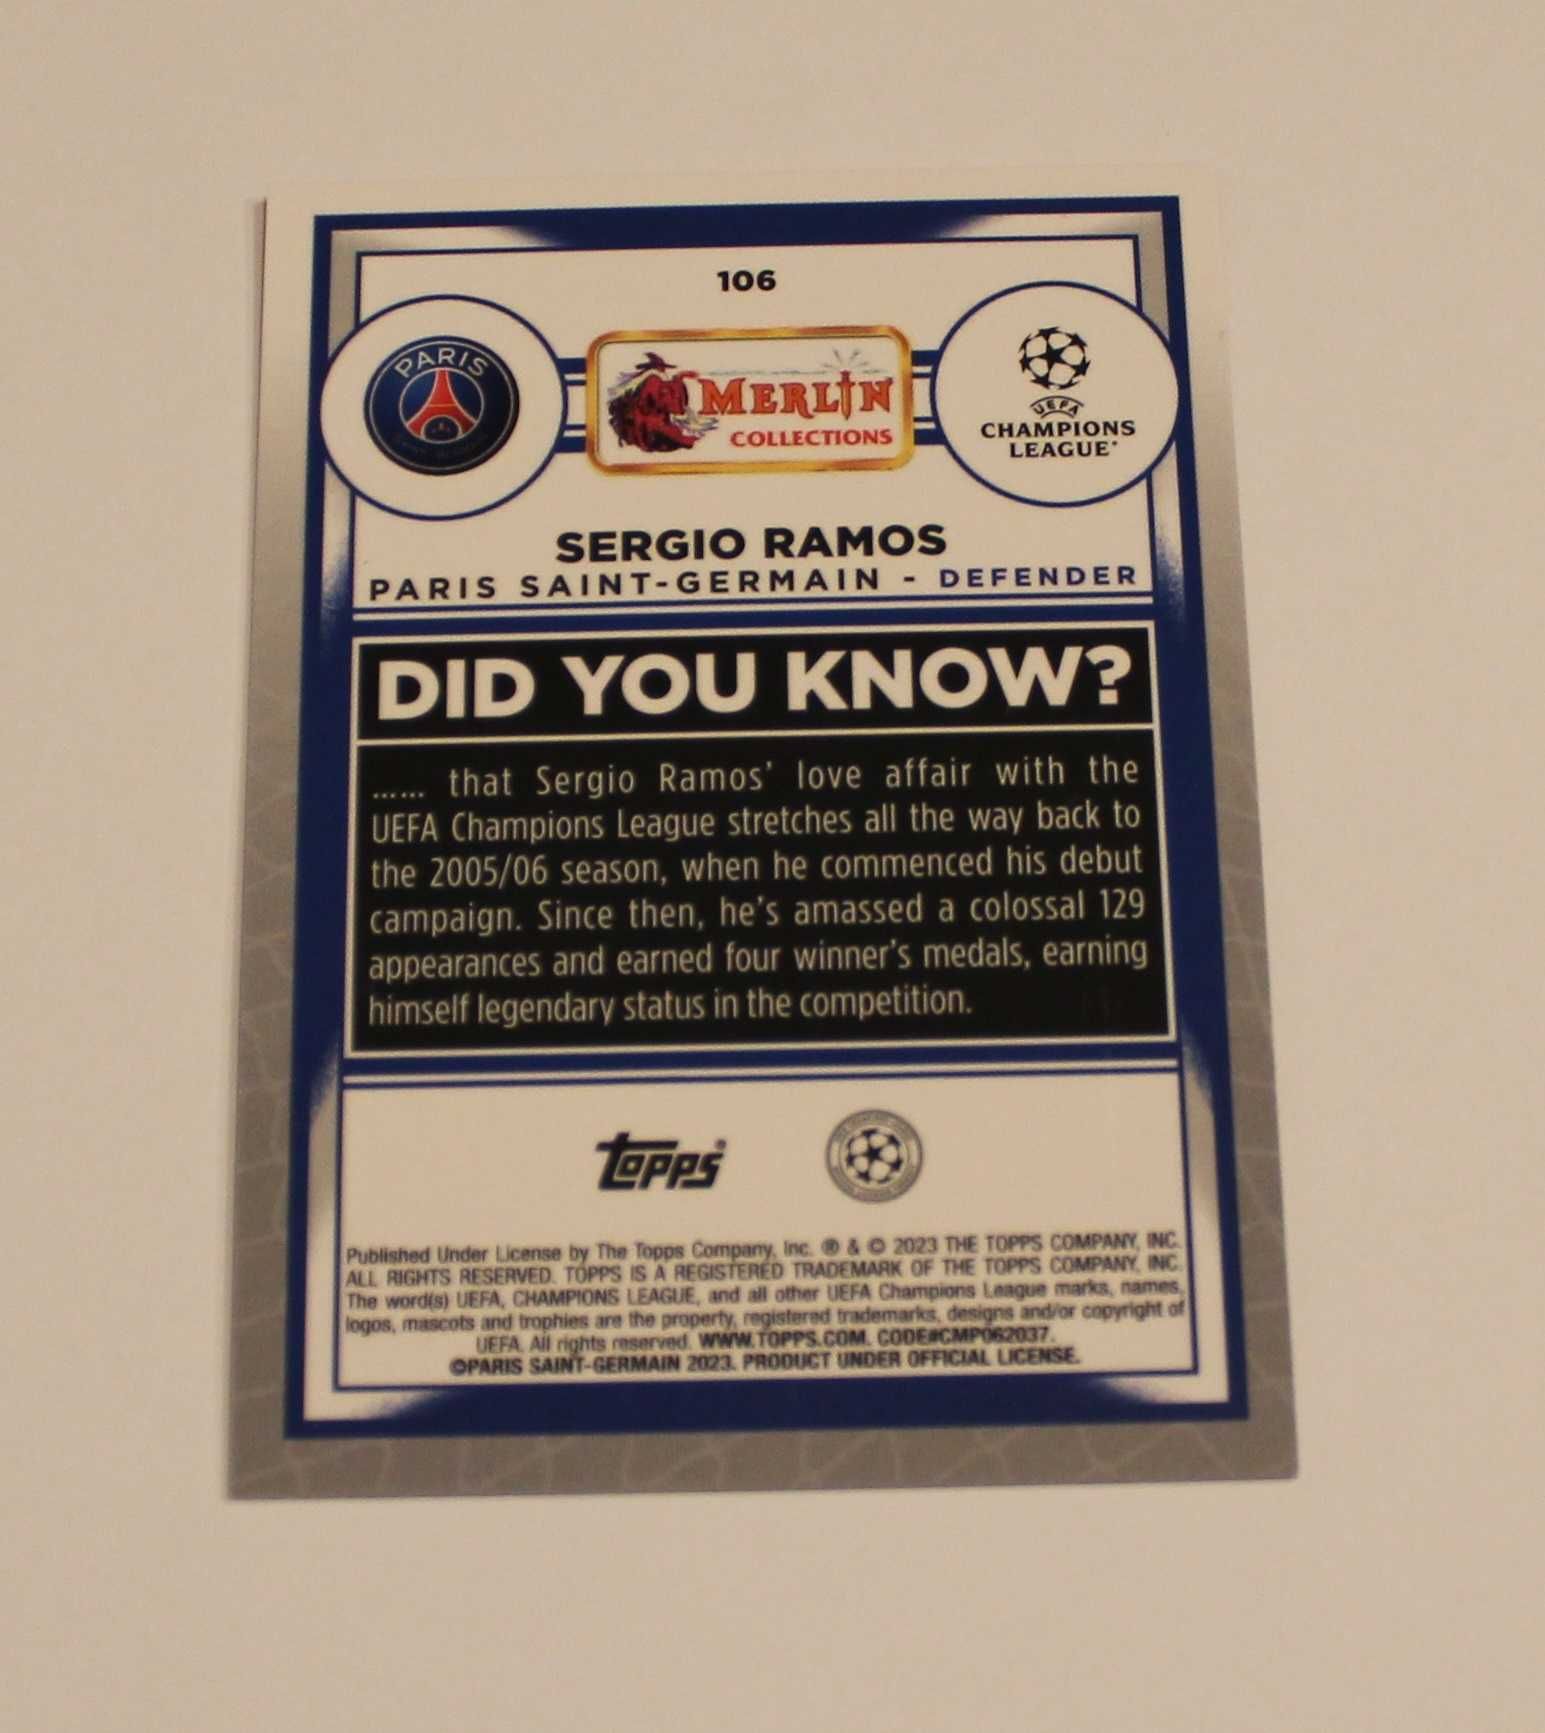 106
PARIS
MERLIN
COLLECTIONS
UEFA
CHAMPIONS
LEAGUE
SERGIO RAMOS
PARIS SAINT-GERMAIN - DEFENDER
DID YOU KNOW?
...... that Sergio Ramos' love affair with the
UEFA Champions League stretches all the way back to
the 2005/06 season, when he commenced his debut
campaign. Since then, he's amassed a colossal 129
appearances and earned four winner's medals, earning
himself legendary status in the competition.
topps®
Published Under License by The Topps Company, Inc. ® & © 2023 THE TOPPS COMPANY, INC.
ALL RIGHTS RESERVED. TOPPS IS A REGISTERED TRADEMARK OF THE TOPPS COMPANY, INC.
The word(s) UEFA, CHAMPIONS LEAGUE, and all other UEFA Champions League marks, names,
logos, mascots and trophies are the property, registered trademarks, designs and/or copyright of
UEFA. All rights reserved. WWW.TOPPS.COM. CODE#CMP062037.
©PARIS SAINT-GERMAIN 2023. PRODUCT UNDER OFFICIAL LICENSE.